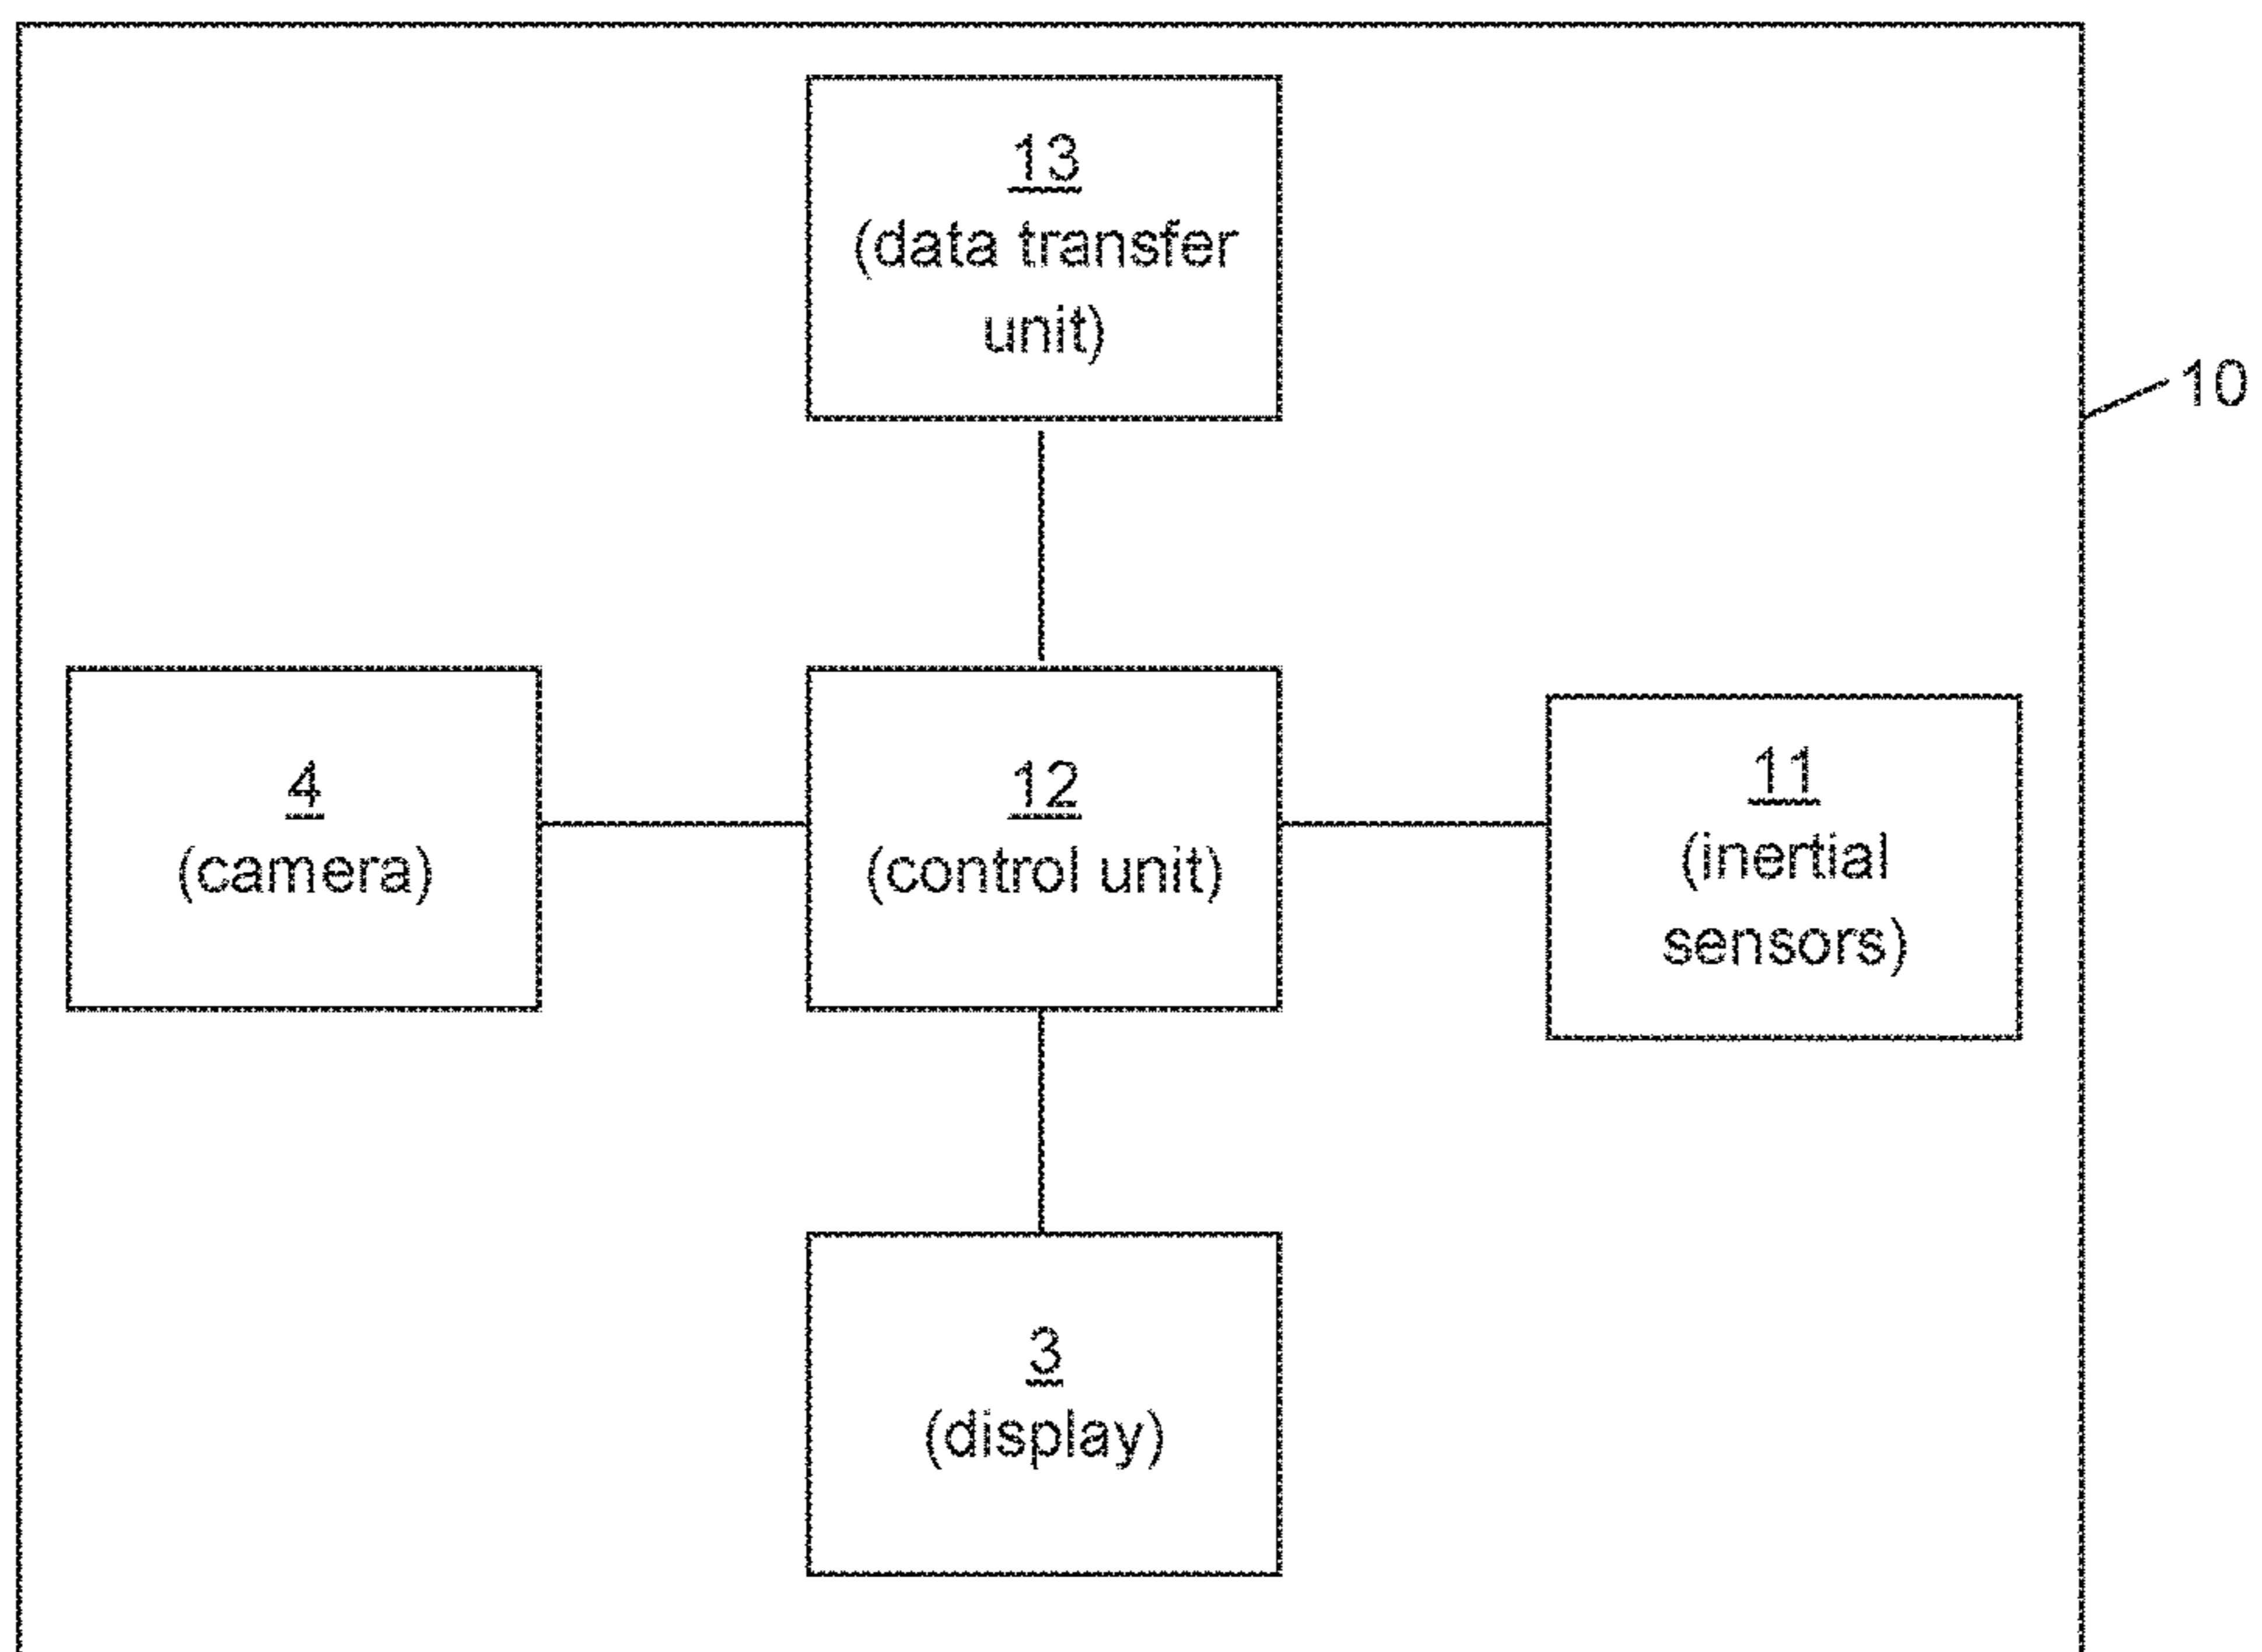 13
(data transfer
unit)
10
4
(camera)
12
(control unit)
11
(inertial
sensors)
3
(display)